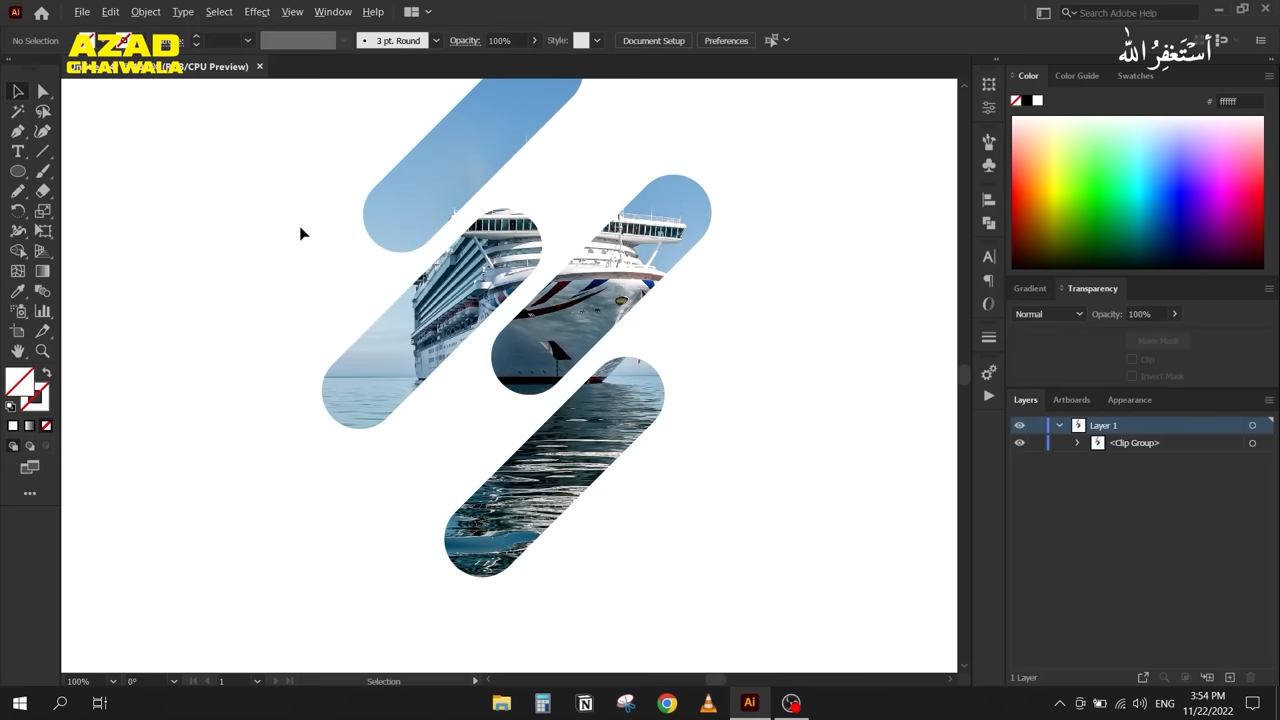 File Edit Object Type Select Effect View Window Help
Search Adobe Help
No Selection
3 pt. Round
Opacity: 100%
Style:
Document Setup
Preferences
AZAD
CHAIWALA
أستغفر الله
(RGB/CPU Preview) ×
Color Color Guide Swatches
# ffffff
Gradient Transparency
Normal Opacity: 100%
Make Mask
Clip
Invert Mask
Layers Artboards Appearance
Layer 1
<Clip Group>
100% 0° 1 Selection
1 Layer
Ai
ENG
3:54 PM
11/22/2022